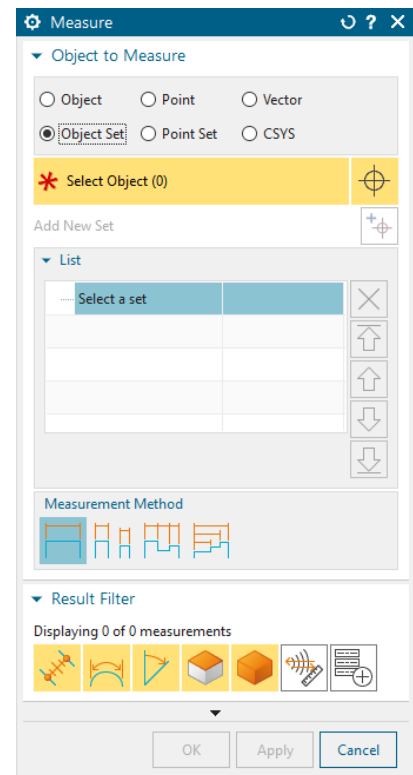 Measure
Object to Measure
Object Point Vector
Object Set Point Set CSYS
* Select Object (0)
Add New Set
List
Select a set
Measurement Method
Result Filter
Displaying 0 of 0 measurements
OK Apply Cancel